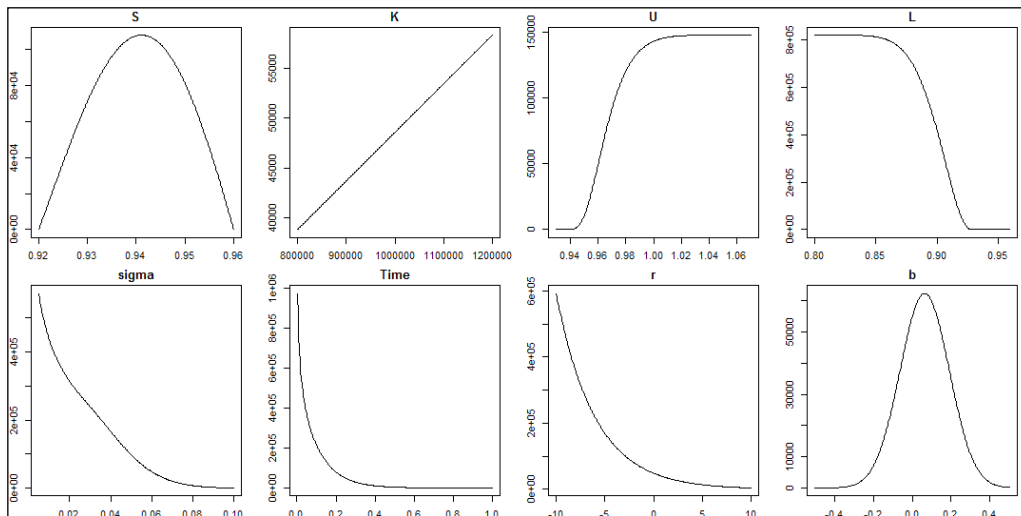 S
8e+04
4e+04
0e+00
0.92 0.93 0.94 0.95 0.96
K
55000
50000
45000
40000
800000 900000 1000000 1100000 1200000
U
150000
100000
50000
0
0.94 0.96 0.98 1.00 1.02 1.04 1.06
L
8e+05
6e+05
4e+05
2e+05
0e+00
0.80 0.85 0.90 0.95
sigma
4e+05
2e+05
0e+00
0.02 0.04 0.06 0.08 0.10
Time
1e+06
8e+05
6e+05
4e+05
2e+05
0e+00
0.0 0.2 0.4 0.6 0.8 1.0
r
6e+05
4e+05
2e+05
0e+00
-10 -5 0 5 10
b
50000
30000
10000
0
-0.4 -0.2 0.0 0.2 0.4